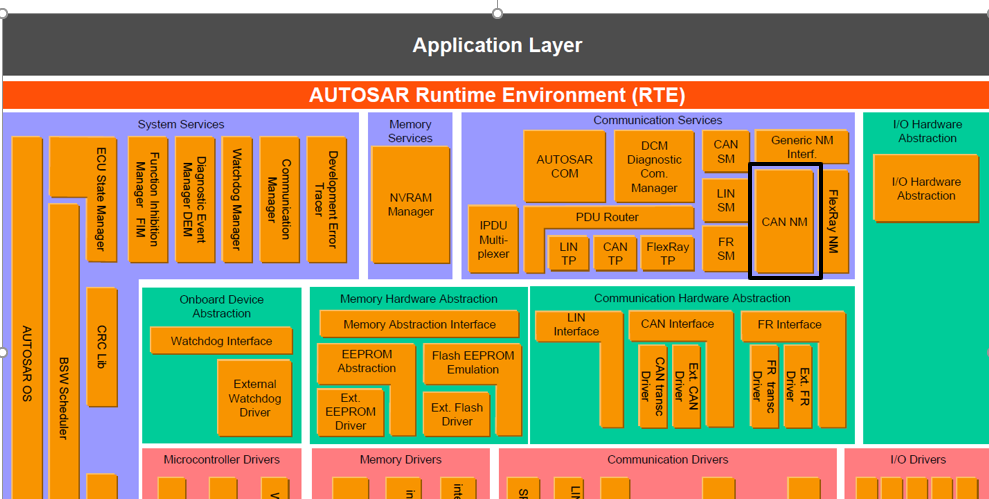 Application Layer
AUTOSAR Runtime Environment (RTE)
System Services
AUTOSAR OS
BSW Scheduler
ECU State Manager
CRC Lib
Function Inhibition
Manager FIM
Diagnostic Event
Manager DEM
Watchdog Manager
Communication
Manager
Development Error
Tracer
Memory
Services
NVRAM
Manager
Communication Services
IPDU
Multi-
plexer
AUTOSAR
COM
DCM
Diagnostic
Com.
Manager
PDU Router
LIN
TP
CAN
TP
FlexRay
TP
CAN
SM
LIN
SM
FR
SM
Generic NM
Interf.
CAN NM
FlexRay NM
I/O Hardware
Abstraction
I/O Hardware
Abstraction
Onboard Device
Abstraction
Watchdog Interface
External
Watchdog
Driver
Memory Hardware Abstraction
Memory Abstraction Interface
EEPROM
Abstraction
Ext.
EEPROM
Driver
Flash EEPROM
Emulation
Ext. Flash
Driver
Communication Hardware Abstraction
LIN
Interface
CAN Interface
CAN transc
Driver
Ext. CAN
Driver
FR Interface
FR transc
Driver
Ext. FR
Driver
Microcontroller Drivers
Memory Drivers
Communication Drivers
I/O Drivers